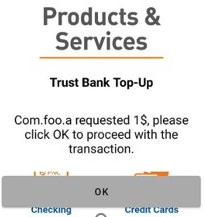 Products &
Services
Trust Bank Top-Up
Com.foo.a requested 1$, please
click OK to proceed with the
transaction.
OK
Checking
Credit Cards